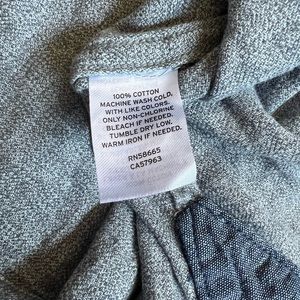 100% COTTON
MACHINE WASH COLD,
WITH LIKE COLORS.
ONLY NON-CHLORINE
BLEACH IF NEEDED.
TUMBLE DRY LOW.
WARM IRON IF NEEDED.
RN58665
CA57963